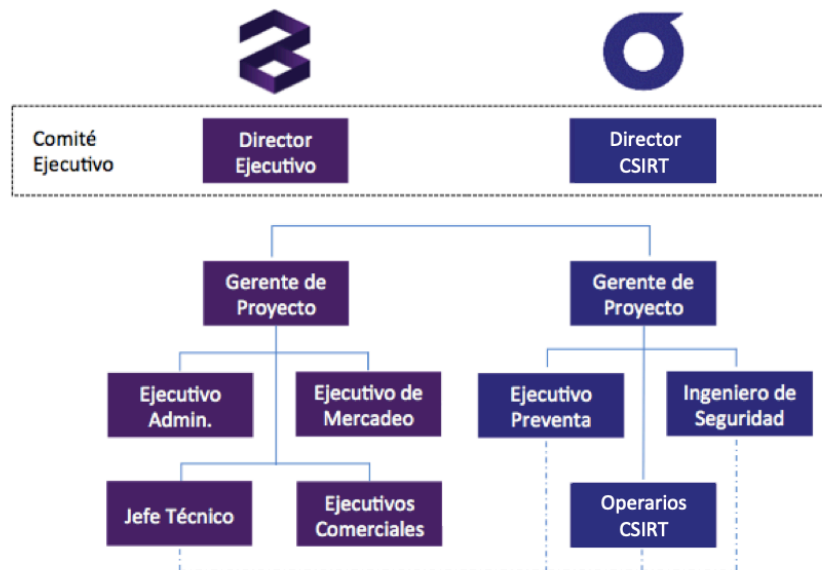 Comité
Ejecutivo
Director
Ejecutivo
Director
CSIRT
Gerente de
Proyecto
Gerente de
Proyecto
Ejecutivo
Admin.
Ejecutivo de
Mercadeo
Ejecutivo
Preventa
Ingeniero de
Seguridad
Jefe Técnico
Ejecutivos
Comerciales
Operarios
CSIRT